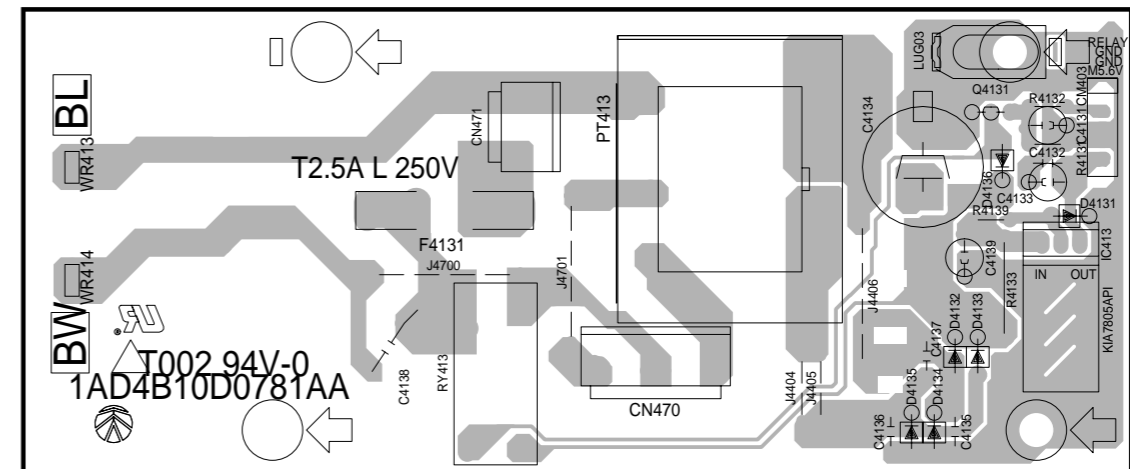 BL
WR413
T2.5A L 250V
CN471
PT413
C4134
LUG03
RELAY
GND
GND
M5.6V
Q4131
R4132
CM403
C4131
R4131
C4132
D4136
C4133
R4139
D4131
F4131
J4700
J4701
WR414
BW
T002 94V-0
1AD4B10D0781AA
C4138
RY413
CN470
J4404
J4405
J4406
C4139
R4133
IC413
IN OUT
KIA7805API
D4132
D4133
C4137
D4135
D4134
C4136
C4135